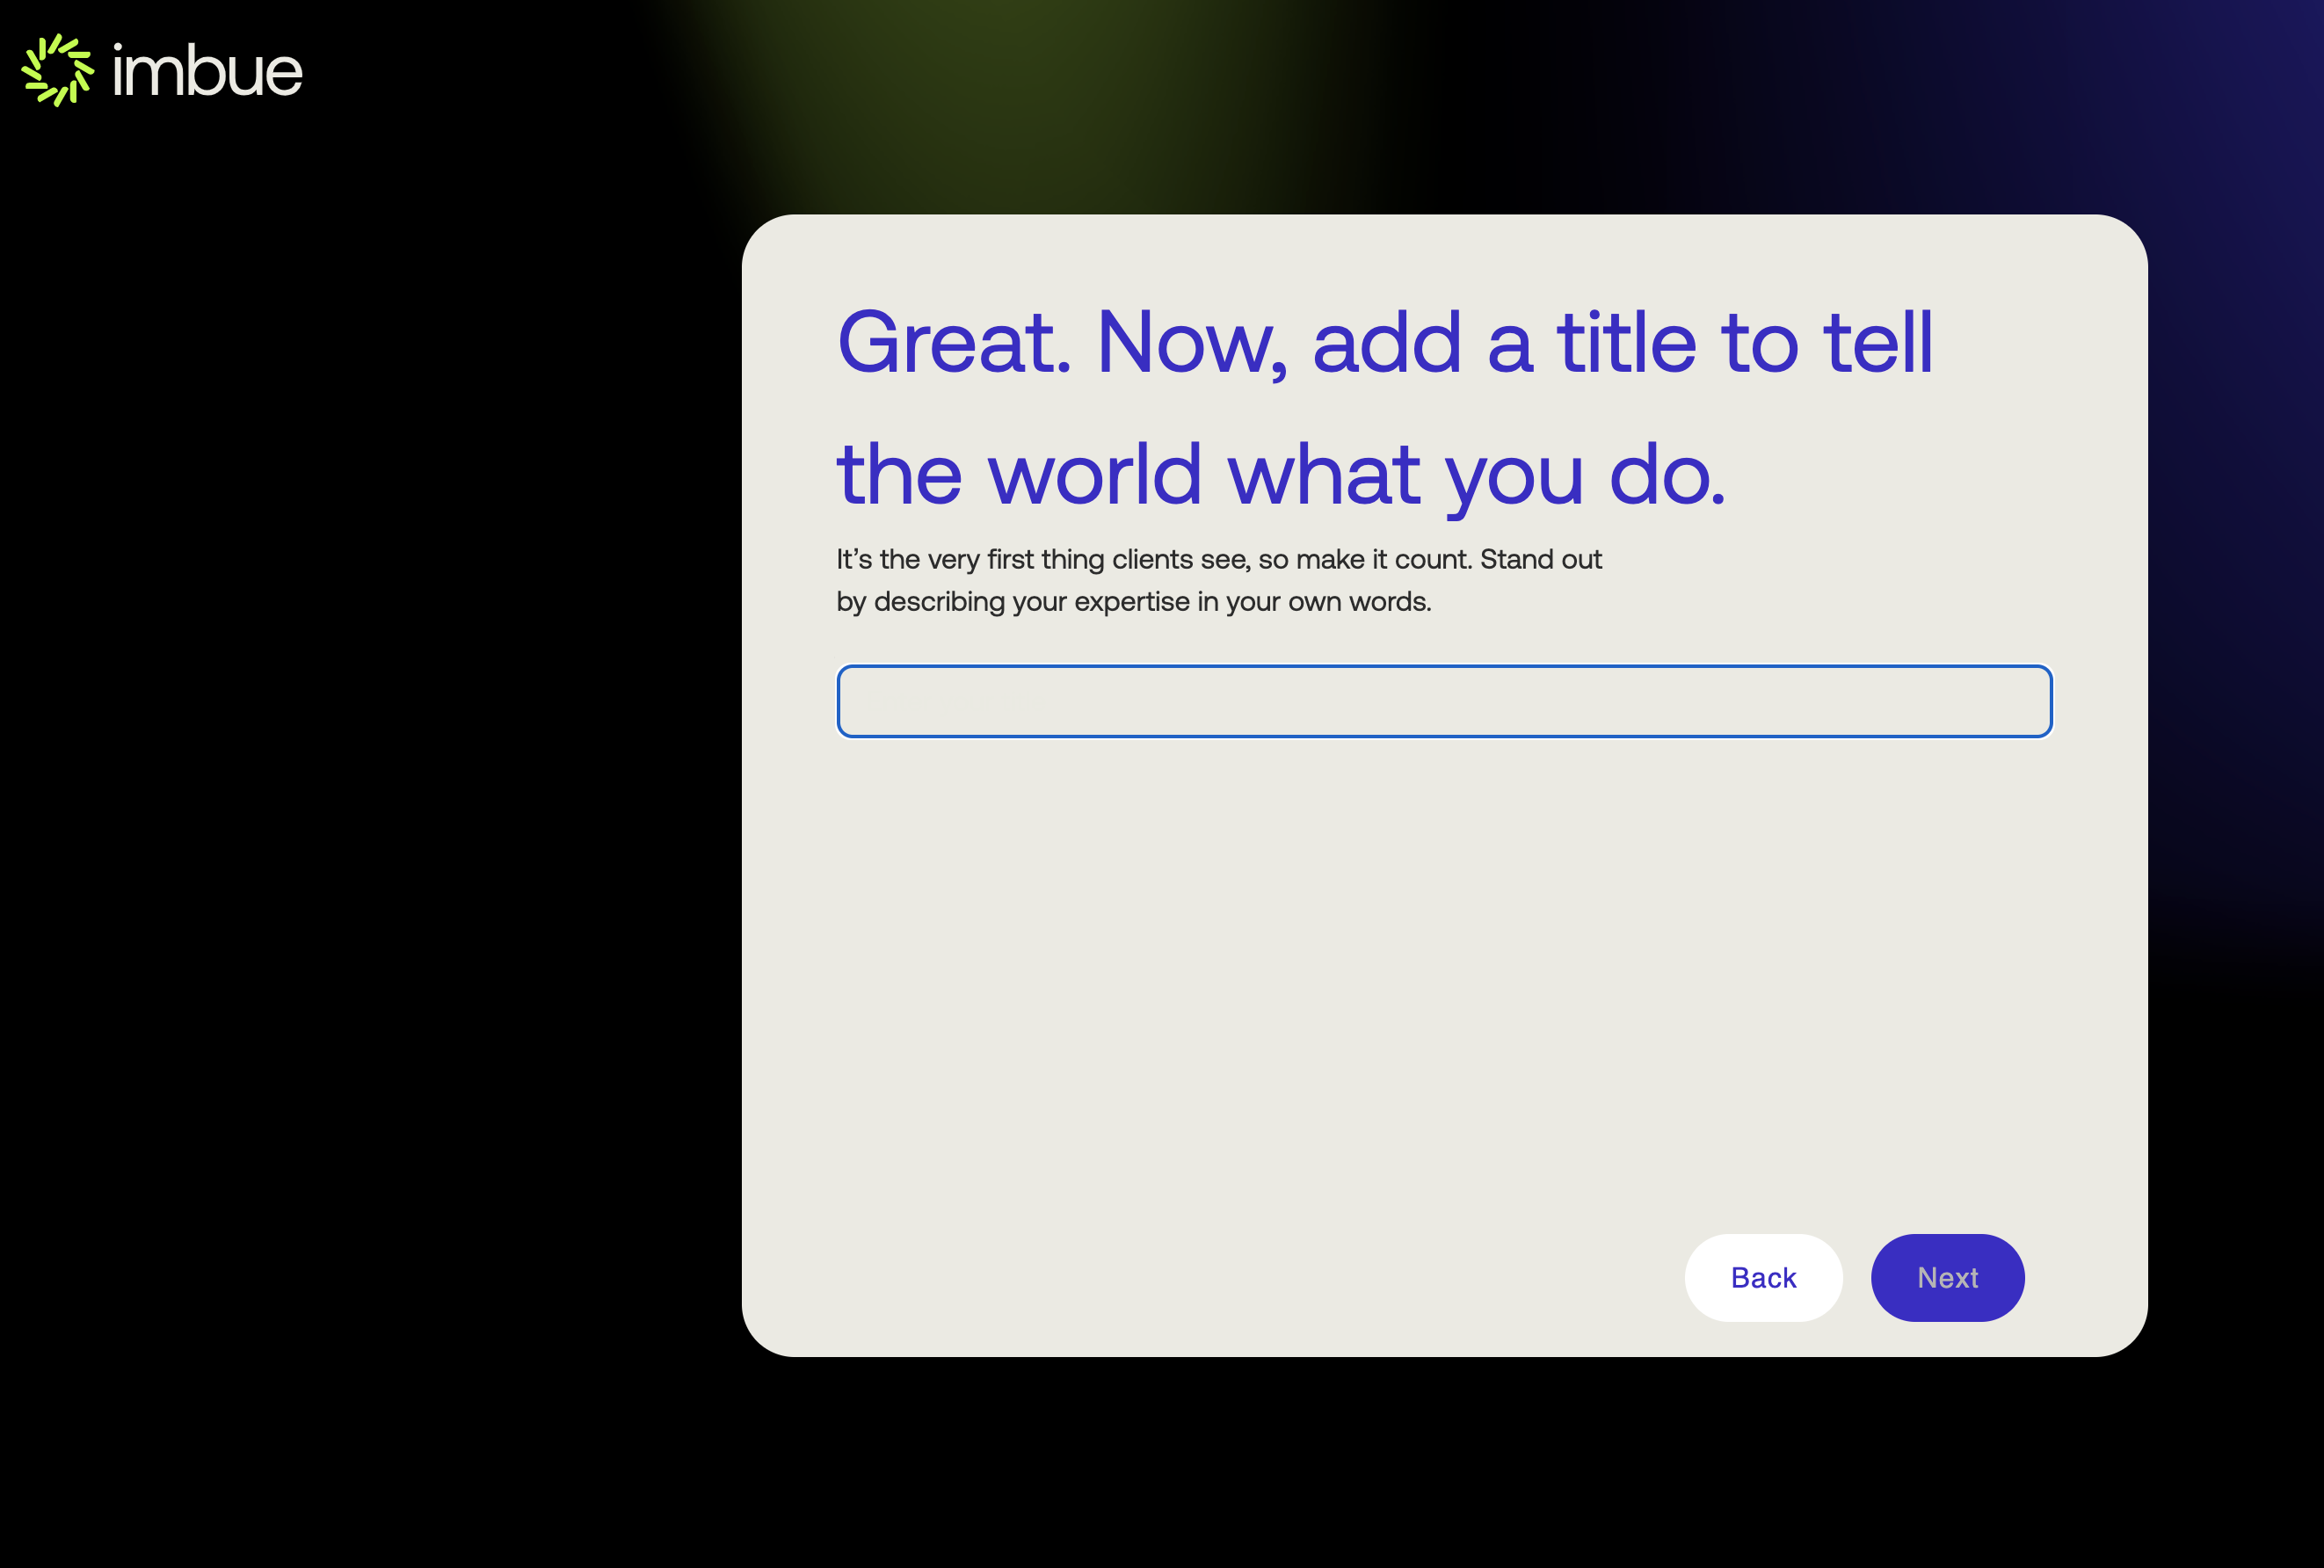 imbue
Great. Now, add a title to tell
the world what you do.
It’s the very first thing clients see, so make it count. Stand out
by describing your expertise in your own words.
Back
Next